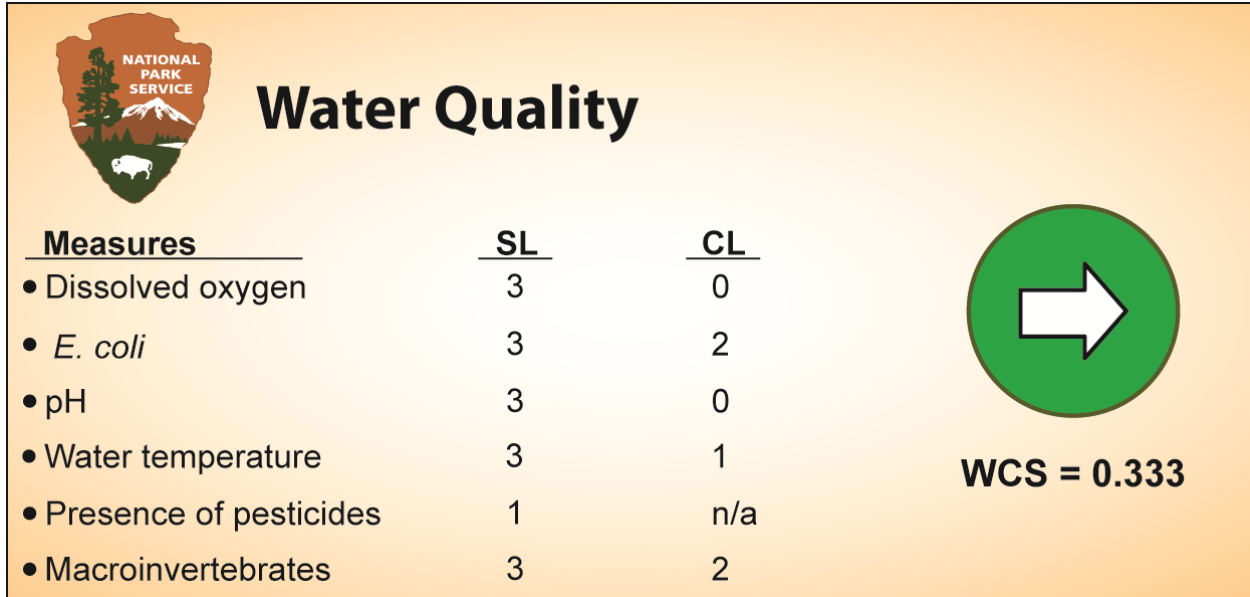 NATIONAL
PARK
SERVICE
Water Quality
Measures SL CL
• Dissolved oxygen 3 0
• E. coli 3 2
• pH 3 0
• Water temperature 3 1
• Presence of pesticides 1 n/a
• Macroinvertebrates 3 2
WCS = 0.333